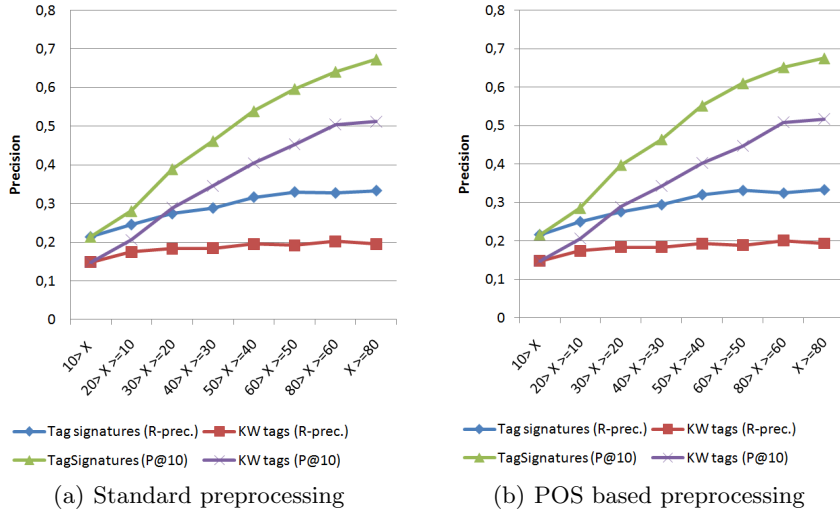 0,8
0,7
0,6
0,5
0,4
0,3
0,2
0,1
0
Precision
10> X
20> X >=10
30> X >=20
40> X >=30
50> X >=40
60> X >=50
80> X >=60
X >=80
Tag signatures (R-prec.)
KW tags (R-prec.)
TagSignatures (P@10)
KW tags (P@10)
(a) Standard preprocessing
0,8
0,7
0,6
0,5
0,4
0,3
0,2
0,1
0
Precision
10> X
20> X >=10
30> X >=20
40> X >=30
50> X >=40
60> X >=50
80> X >=60
X >=80
Tag signatures (R-prec.)
KW tags (R-prec.)
TagSignatures (P@10)
KW tags (P@10)
(b) POS based preprocessing